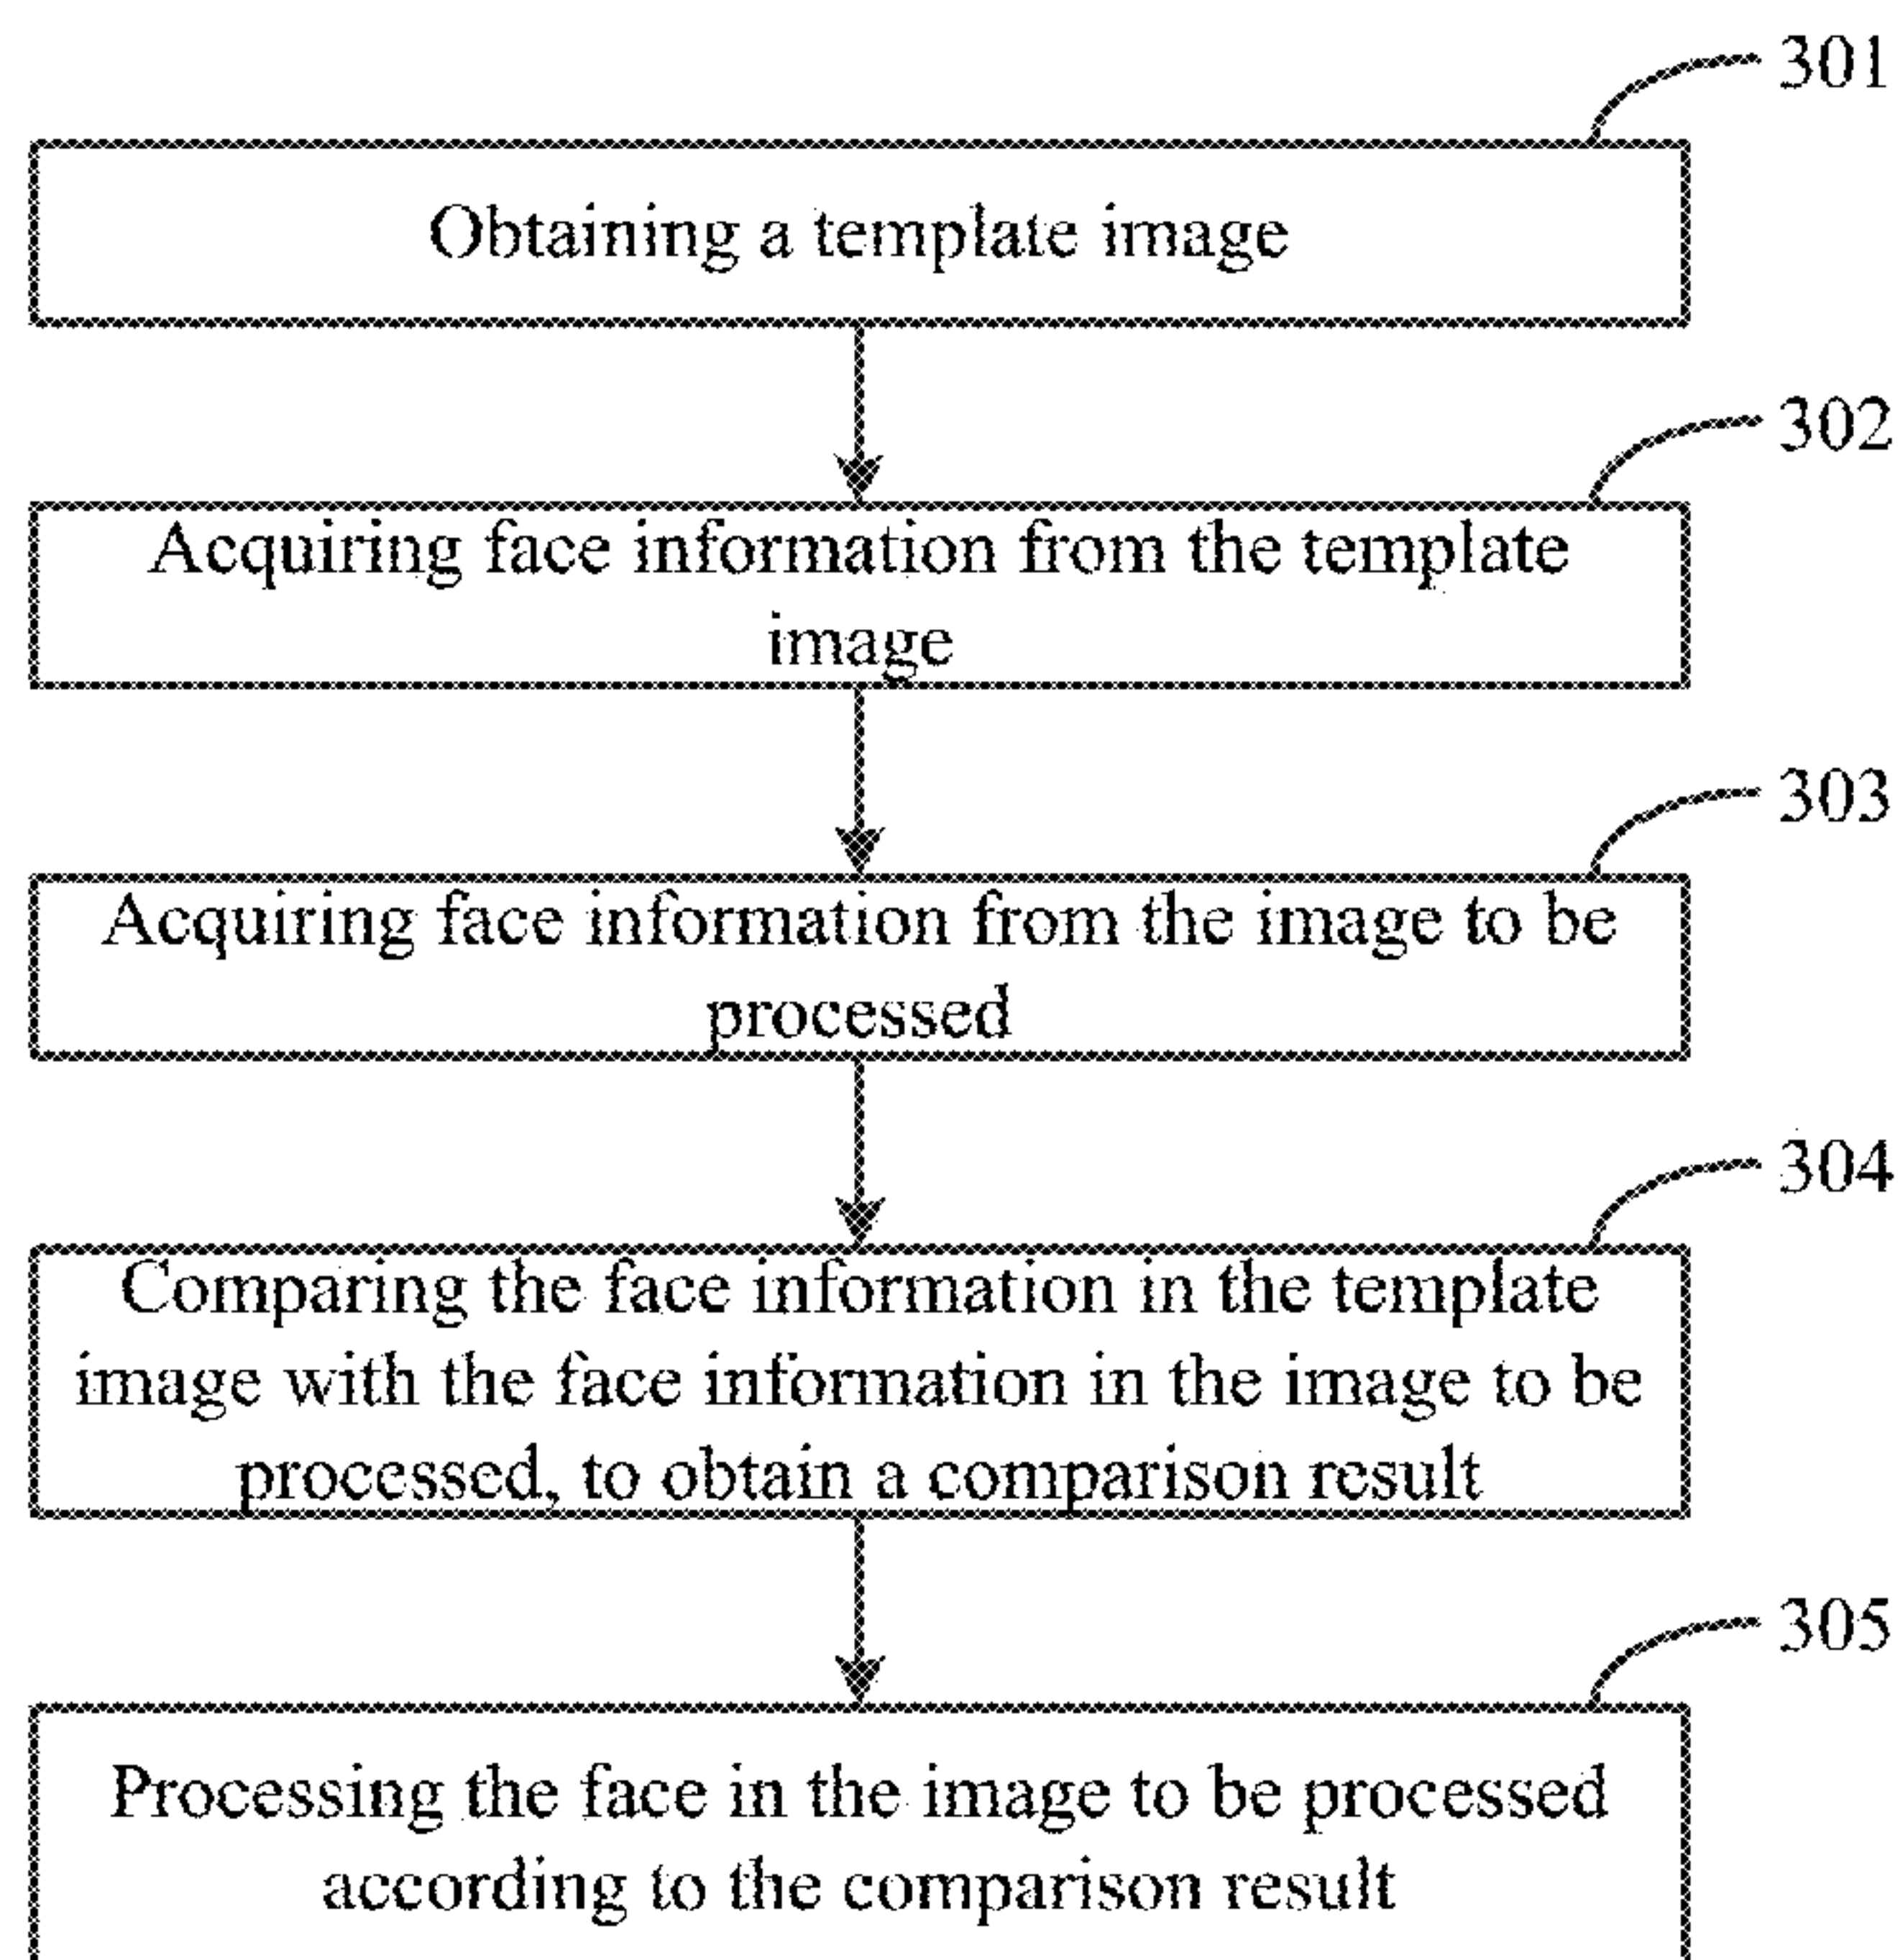 301
Obtaining a template image
302
Acquiring face information from the template
image
303
Acquiring face information from the image to be
processed
304
Comparing the face information in the template
image with the face information in the image to be
processed, to obtain a comparison result
305
Processing the face in the image to be processed
according to the comparison result